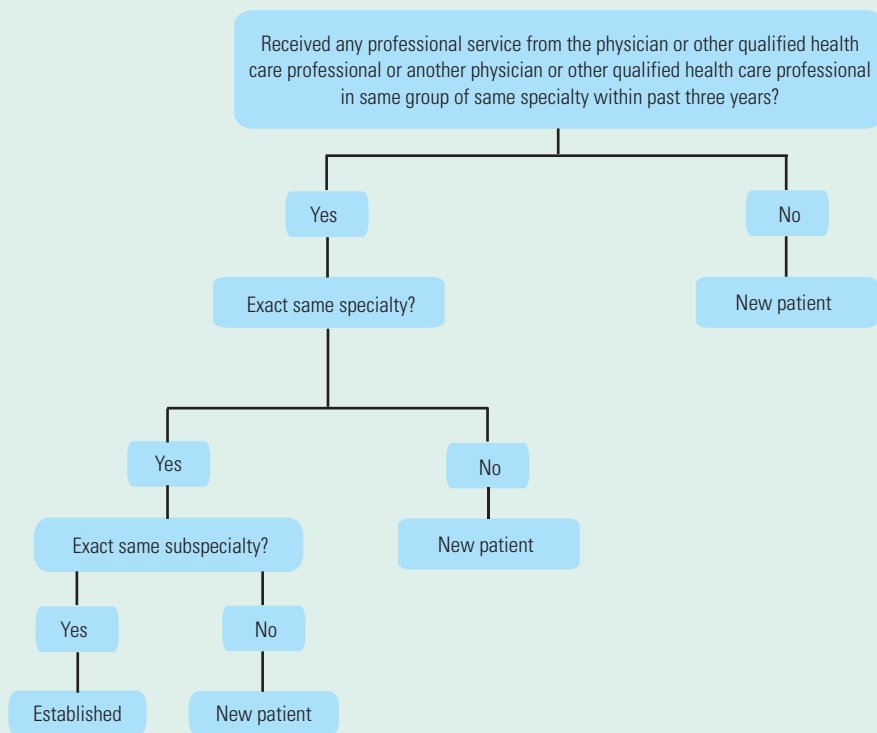 Received any professional service from the physician or other qualified health
care professional or another physician or other qualified health care professional
in same group of same specialty within past three years?
Yes
No
Exact same specialty?
New patient
Yes
No
Exact same subspecialty?
New patient
Yes
No
Established
New patient